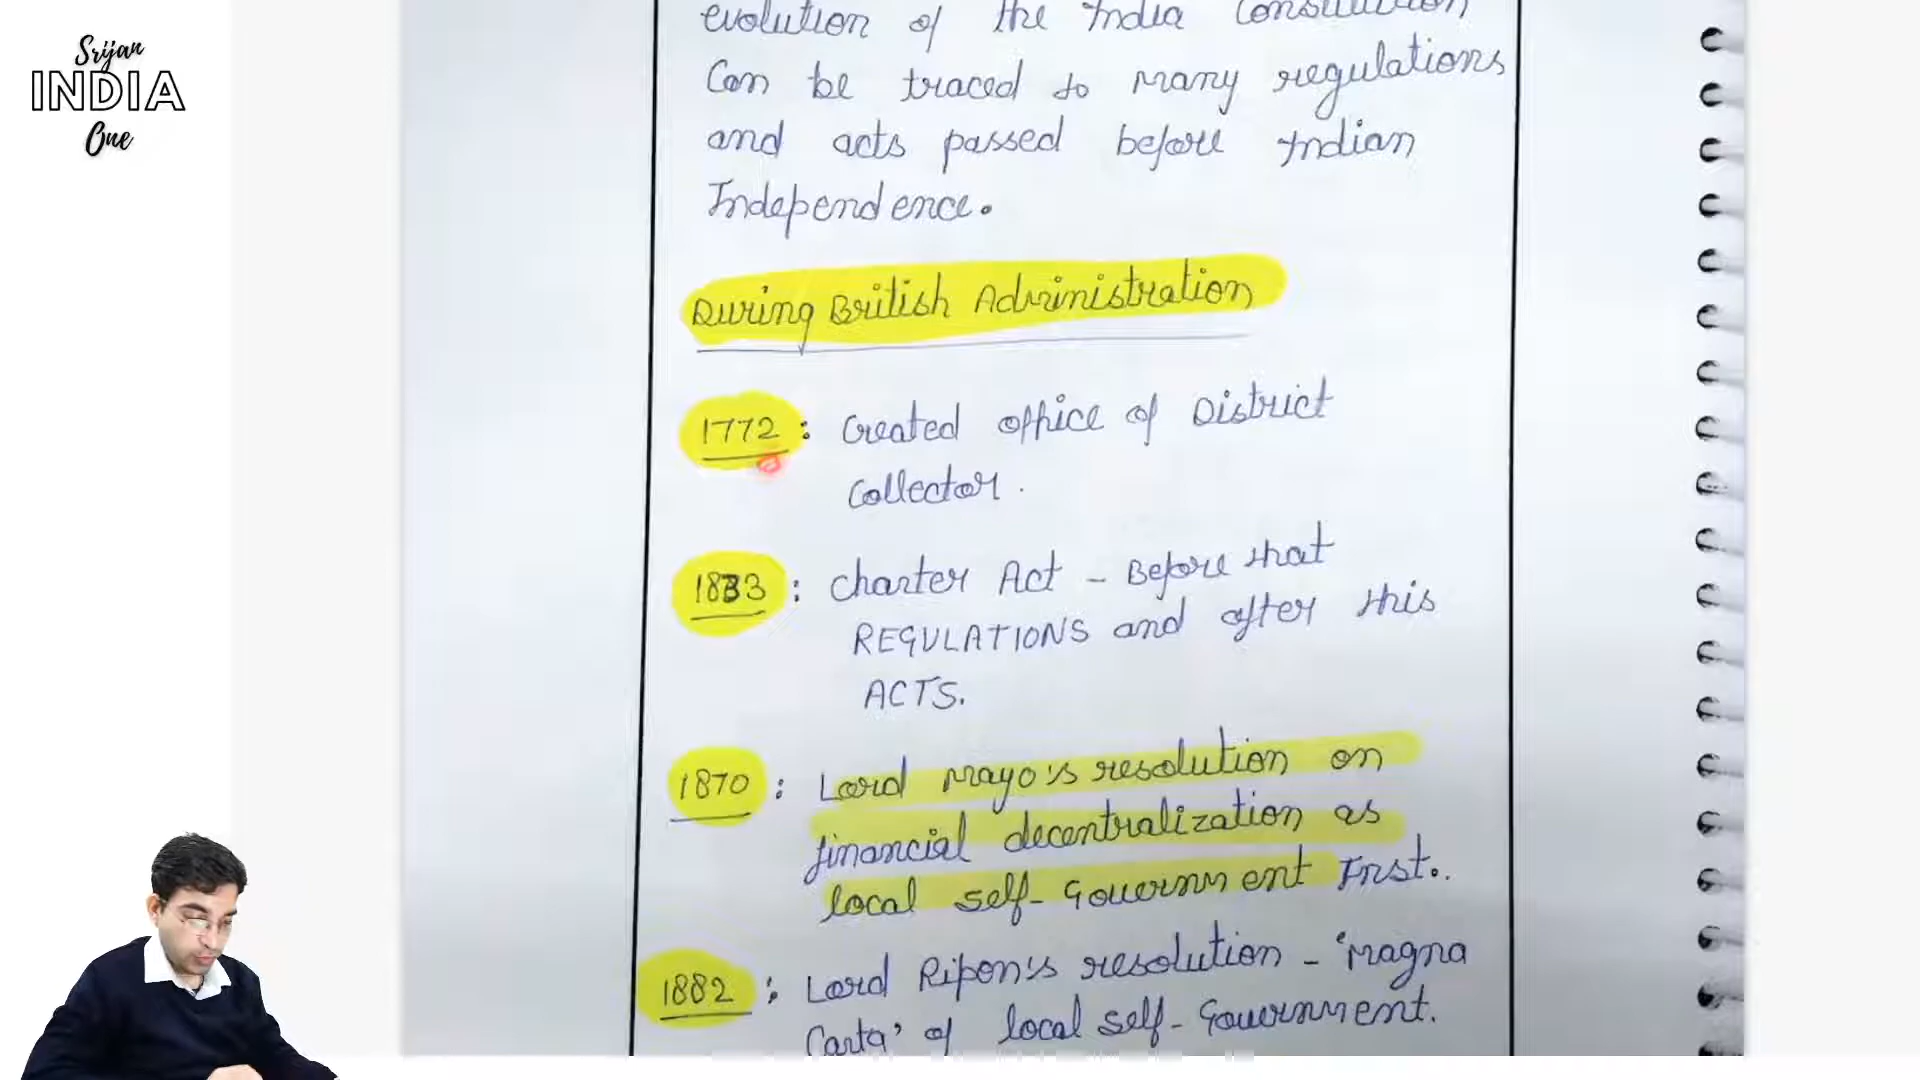 Srijan
INDIA
One
evolution of the India Constitution
Can be traced to many regulations
and acts passed before Indian
Independence.
During British Administration
1772 : Created office of District
Collector.
1833 : Charter Act - Before that
REGULATIONS and after this
ACTS.
1870 : Lord Mayo's resolution on
financial decentralization as
local self-Government Inst..
1882 : Lord Ripon's resolution - 'Magna
Carta' of local self-Government.